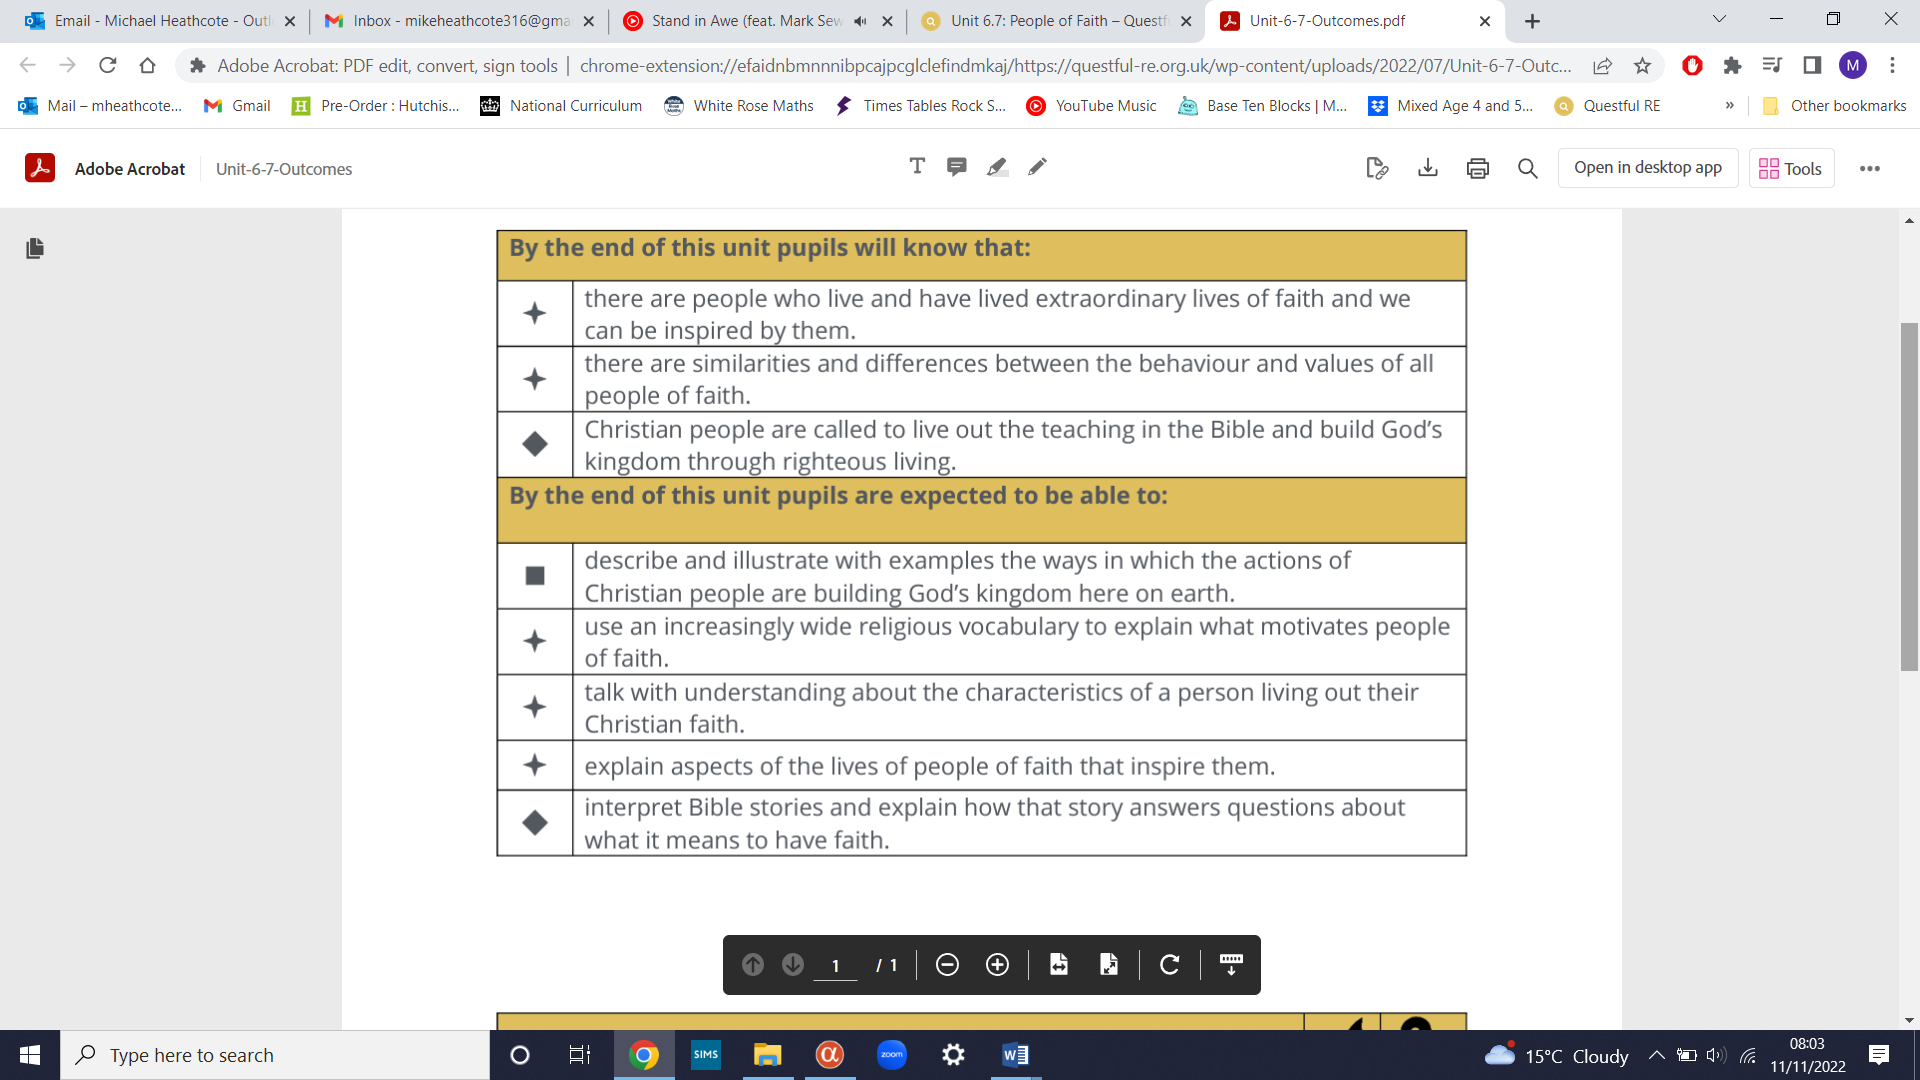 Email - Michael Heathcote - Outl
Inbox - mikeheathcote316@gma
Stand in Awe (feat. Mark Sew
Unit 6.7: People of Faith – Questf
Unit-6-7-Outcomes.pdf
Adobe Acrobat: PDF edit, convert, sign tools | chrome-extension://efaidnbmnnnibpcajpcglclefindmkaj/https://questful-re.org.uk/wp-content/uploads/2022/07/Unit-6-7-Outc...
M
Mail – mheathcote...
Gmail
Pre-Order : Hutchis...
National Curriculum
White Rose Maths
Times Tables Rock S...
YouTube Music
Base Ten Blocks | M...
Mixed Age 4 and 5...
Questful RE
»
Other bookmarks
Adobe Acrobat
Unit-6-7-Outcomes
Open in desktop app
Tools
By the end of this unit pupils will know that:
there are people who live and have lived extraordinary lives of faith and we
can be inspired by them.
there are similarities and differences between the behaviour and values of all
people of faith.
Christian people are called to live out the teaching in the Bible and build God’s
kingdom through righteous living.
By the end of this unit pupils are expected to be able to:
describe and illustrate with examples the ways in which the actions of
Christian people are building God’s kingdom here on earth.
use an increasingly wide religious vocabulary to explain what motivates people
of faith.
talk with understanding about the characteristics of a person living out their
Christian faith.
explain aspects of the lives of people of faith that inspire them.
interpret Bible stories and explain how that story answers questions about
what it means to have faith.
1 / 1
Type here to search
SIMS
zoom
15°C Cloudy
08:03
11/11/2022